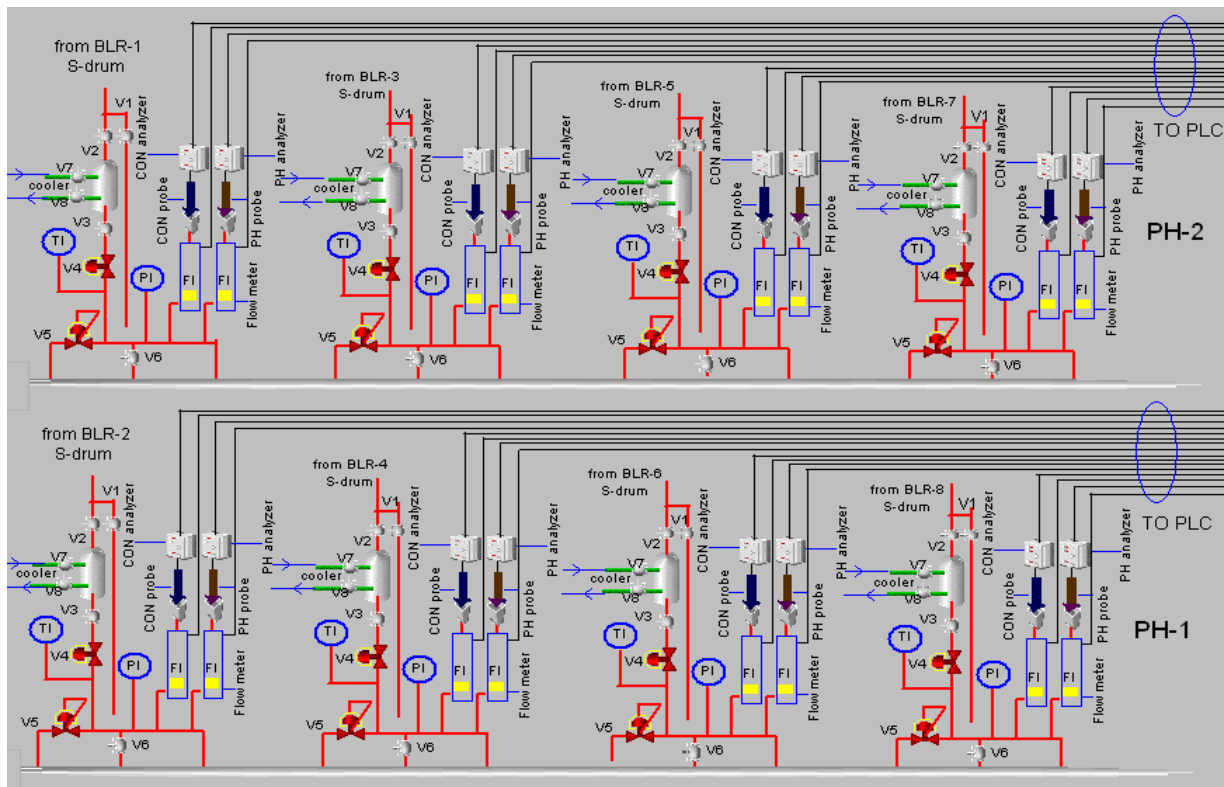 from BLR-1
S-drum
V1
V2
CON analyzer
PH analyzer
V7
cooler
V8
V3
CON probe
PH probe
TI
V4
PI
FI
FI
Flow meter
V5
V6
from BLR-3
S-drum
V1
V2
CON analyzer
PH analyzer
V7
cooler
V8
V3
CON probe
PH probe
TI
V4
PI
FI
FI
Flow meter
V5
V6
from BLR-5
S-drum
V1
V2
CON analyzer
PH analyzer
V7
cooler
V8
V3
CON probe
PH probe
TI
V4
PI
FI
FI
Flow meter
V5
V6
from BLR-7
S-drum
V1
V2
CON analyzer
PH analyzer
V7
cooler
V8
V3
CON probe
PH probe
TI
V4
PI
FI
FI
Flow meter
V5
V6
TO PLC
PH-2
from BLR-2
S-drum
V1
V2
CON analyzer
PH analyzer
V7
cooler
V8
V3
CON probe
PH probe
TI
V4
PI
FI
FI
Flow meter
V5
V6
from BLR-4
S-drum
V1
V2
CON analyzer
PH analyzer
V7
cooler
V8
V3
CON probe
PH probe
TI
V4
PI
FI
FI
Flow meter
V5
V6
from BLR-6
S-drum
V1
V2
CON analyzer
PH analyzer
V7
cooler
V8
V3
CON probe
PH probe
TI
V4
PI
FI
FI
Flow meter
V5
V6
from BLR-8
S-drum
V1
V2
CON analyzer
PH analyzer
V7
cooler
V8
V3
CON probe
PH probe
TI
V4
PI
FI
FI
Flow meter
V5
V6
TO PLC
PH-1